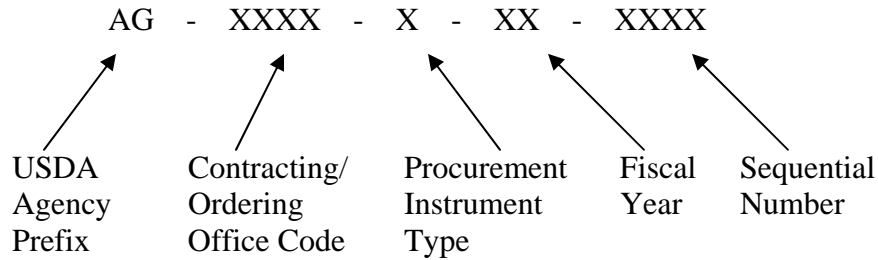 AG - XXXX - X - XX - XXXX
USDA Contracting/ Procurement Fiscal Sequential
Agency Ordering Instrument Year Number
Prefix Office Code Type